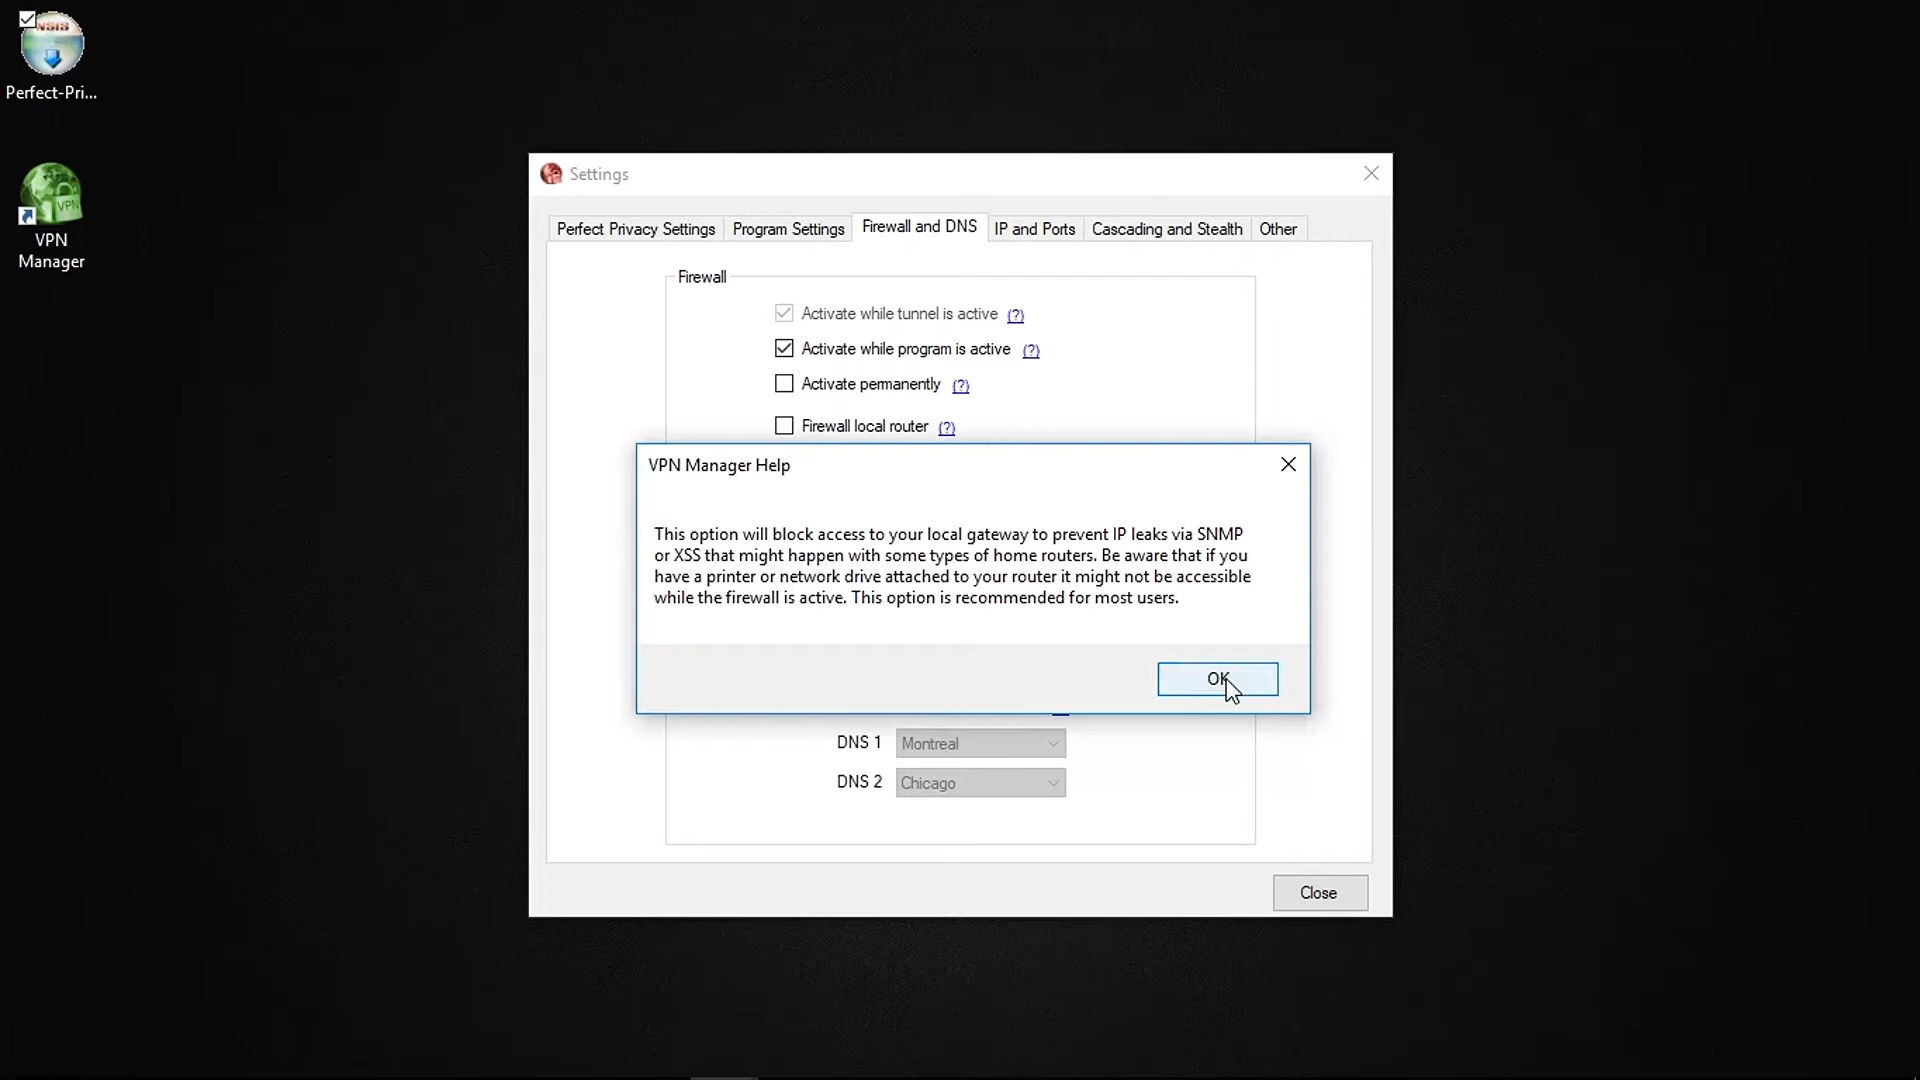 NSIS
Perfect-Pri...
VPN
VPN
Manager
Settings
Perfect Privacy Settings
Program Settings
Firewall and DNS
IP and Ports
Cascading and Stealth
Other
Firewall
Activate while tunnel is active (?)
Activate while program is active (?)
Activate permanently (?)
Firewall local router (?)
VPN Manager Help
This option will block access to your local gateway to prevent IP leaks via SNMP
or XSS that might happen with some types of home routers. Be aware that if you
have a printer or network drive attached to your router it might not be accessible
while the firewall is active. This option is recommended for most users.
OK
DNS 1 Montreal
DNS 2 Chicago
Close